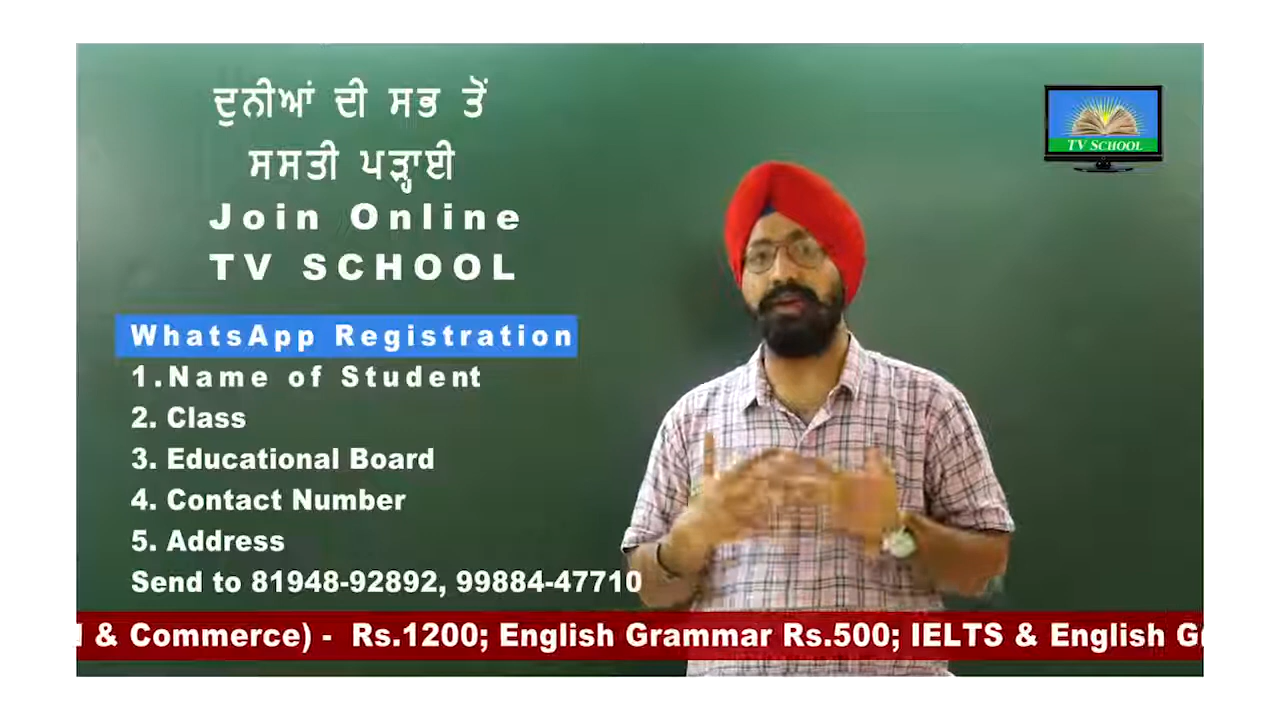 ਦੁਨੀਆਂ ਦੀ ਸਭ ਤੋਂ
ਸਸਤੀ ਪੜ੍ਹਾਈ
Join Online
TV SCHOOL
TV SCHOOL
WhatsApp Registration
1.Name of Student
2. Class
3. Educational Board
4. Contact Number
5. Address
Send to 81948-92892, 99884-47710
& Commerce) - Rs.1200; English Grammar Rs.500; IELTS & English